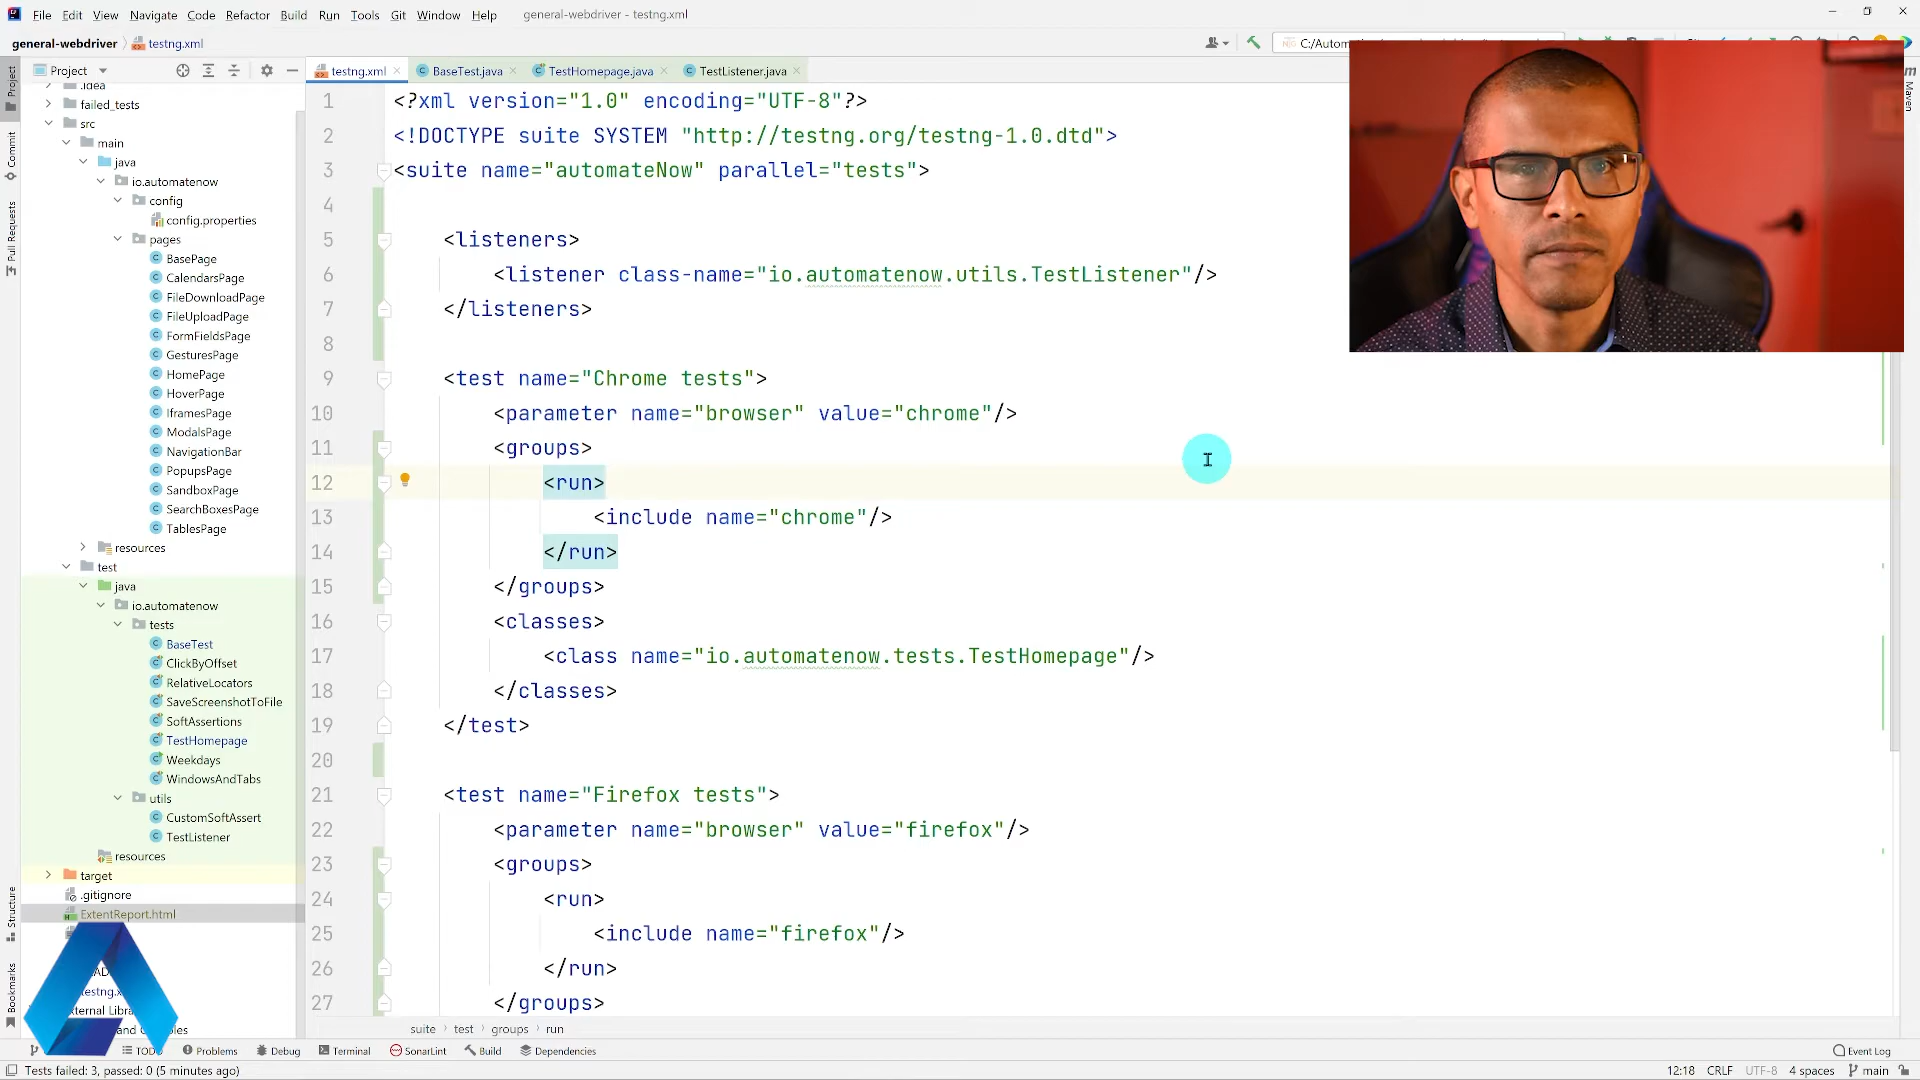 File Edit View Navigate Code Refactor Build Run Tools Git Window Help general-webdriver - testng.xml
general-webdriver testng.xml
Project
testng.xml BaseTest.java TestHomepage.java TestListener.java
Project
Commit
Pull Requests
Structure
Bookmarks
Maven
.idea
failed_tests
src
main
java
io.automatenow
config
config.properties
pages
BasePage
CalendarsPage
FileDownloadPage
FileUploadPage
FormFieldsPage
GesturesPage
HomePage
HoverPage
IframesPage
ModalsPage
NavigationBar
PopupsPage
SandboxPage
SearchBoxesPage
TablesPage
resources
test
java
io.automatenow
tests
BaseTest
ClickByOffset
RelativeLocators
SaveScreenshotToFile
SoftAssertions
TestHomepage
Weekdays
WindowsAndTabs
utils
CustomSoftAssert
TestListener
resources
target
.gitignore
ExtentReport.html
1 <?xml version="1.0" encoding="UTF-8"?>
2 <!DOCTYPE suite SYSTEM "http://testng.org/testng-1.0.dtd">
3 <suite name="automateNow" parallel="tests">
4
5 <listeners>
6 <listener class-name="io.automatenow.utils.TestListener"/>
7 </listeners>
8
9 <test name="Chrome tests">
10 <parameter name="browser" value="chrome"/>
11 <groups>
12 <run>
13 <include name="chrome"/>
14 </run>
15 </groups>
16 <classes>
17 <class name="io.automatenow.tests.TestHomepage"/>
18 </classes>
19 </test>
20
21 <test name="Firefox tests">
22 <parameter name="browser" value="firefox"/>
23 <groups>
24 <run>
25 <include name="firefox"/>
26 </run>
27 </groups>
suite test groups run
TODO Problems Debug Terminal SonarLint Build Dependencies Event Log
Tests failed: 3, passed: 0 (5 minutes ago) 12:18 CRLF UTF-8 4 spaces main